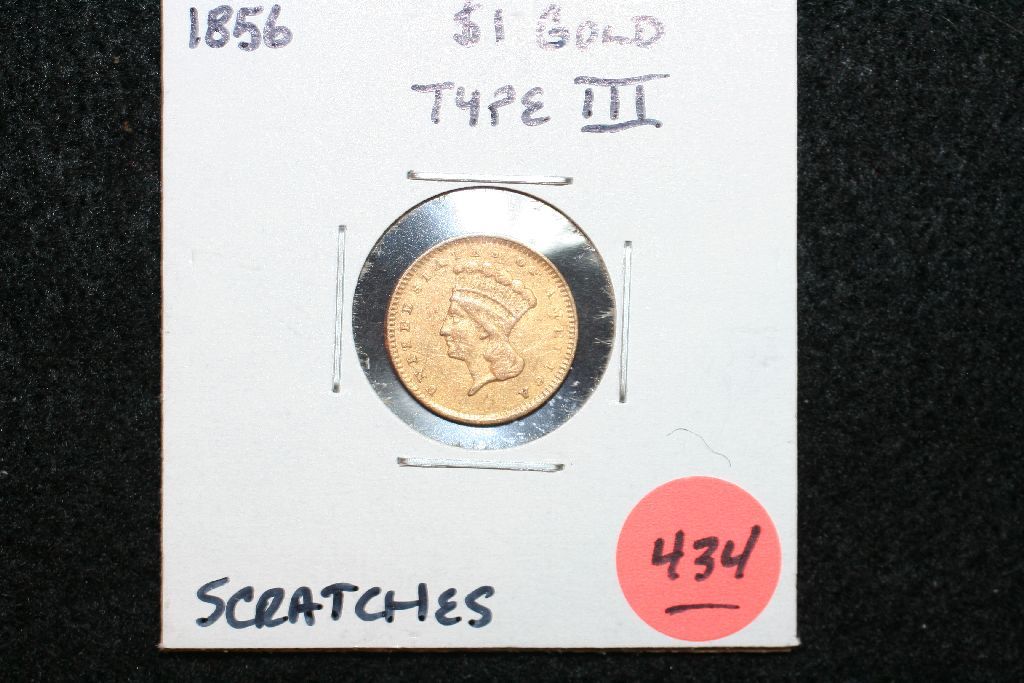 1856 $1 GOLD
TYPE III
UNITED STATES OF AMERICA
SCRATCHES
434